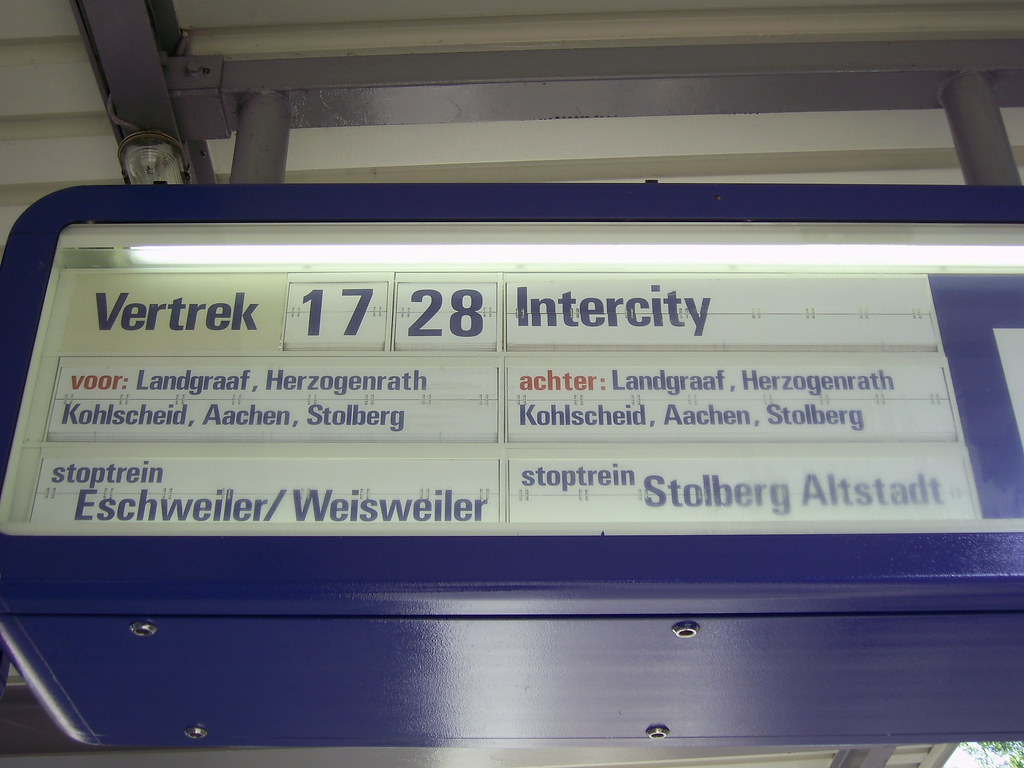 Vertrek 17 28 Intercity
voor: Landgraaf, Herzogenrath
Kohlscheid, Aachen, Stolberg
achter: Landgraaf, Herzogenrath
Kohlscheid, Aachen, Stolberg
stoptrein
Eschweiler/Weisweiler
stoptrein Stolberg Altstadt